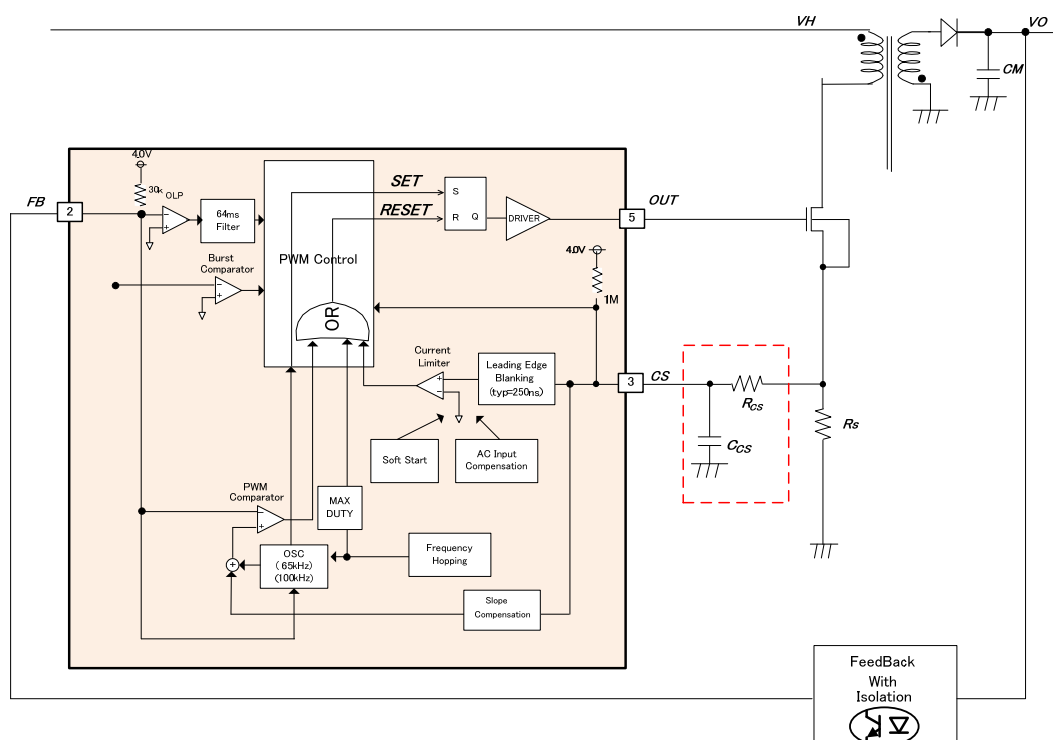 VH
VO
CM
4.0V
30k
OLP
FB
2
64ms
Filter
SET
RESET
S
R
Q
DRIVER
5
OUT
Burst
Comparator
PWM Control
OR
4.0V
1M
Current
Limiter
Leading Edge
Blanking
(typ=250ns)
3
CS
RCS
CCS
Rs
Soft Start
AC Input
Compensation
PWM
Comparator
MAX
DUTY
OSC
( 65kHz)
(100kHz)
Frequency
Hopping
Slope
Compensation
FeedBack
With
Isolation